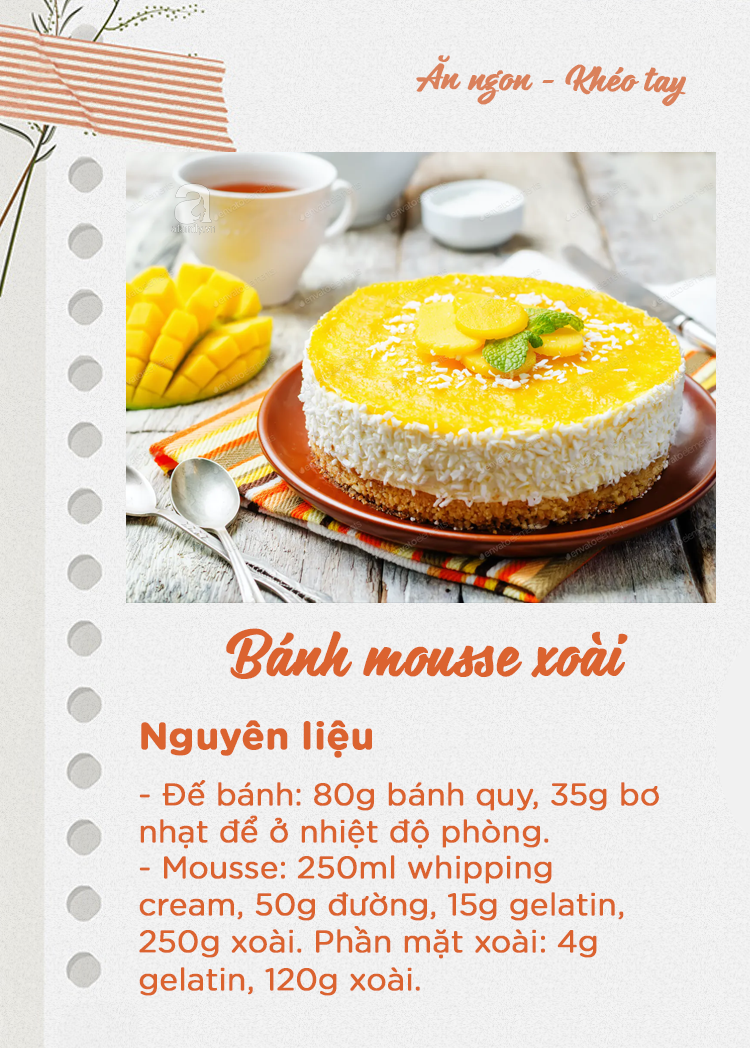 Ăn ngon - Khéo tay
a
Bánh mousse xoài
Nguyên liệu
- Đế bánh: 80g bánh quy, 35g bơ
nhạt để ở nhiệt độ phòng.
- Mousse: 250ml whipping
cream, 50g đường, 15g gelatin,
250g xoài. Phần mặt xoài: 4g
gelatin, 120g xoài.